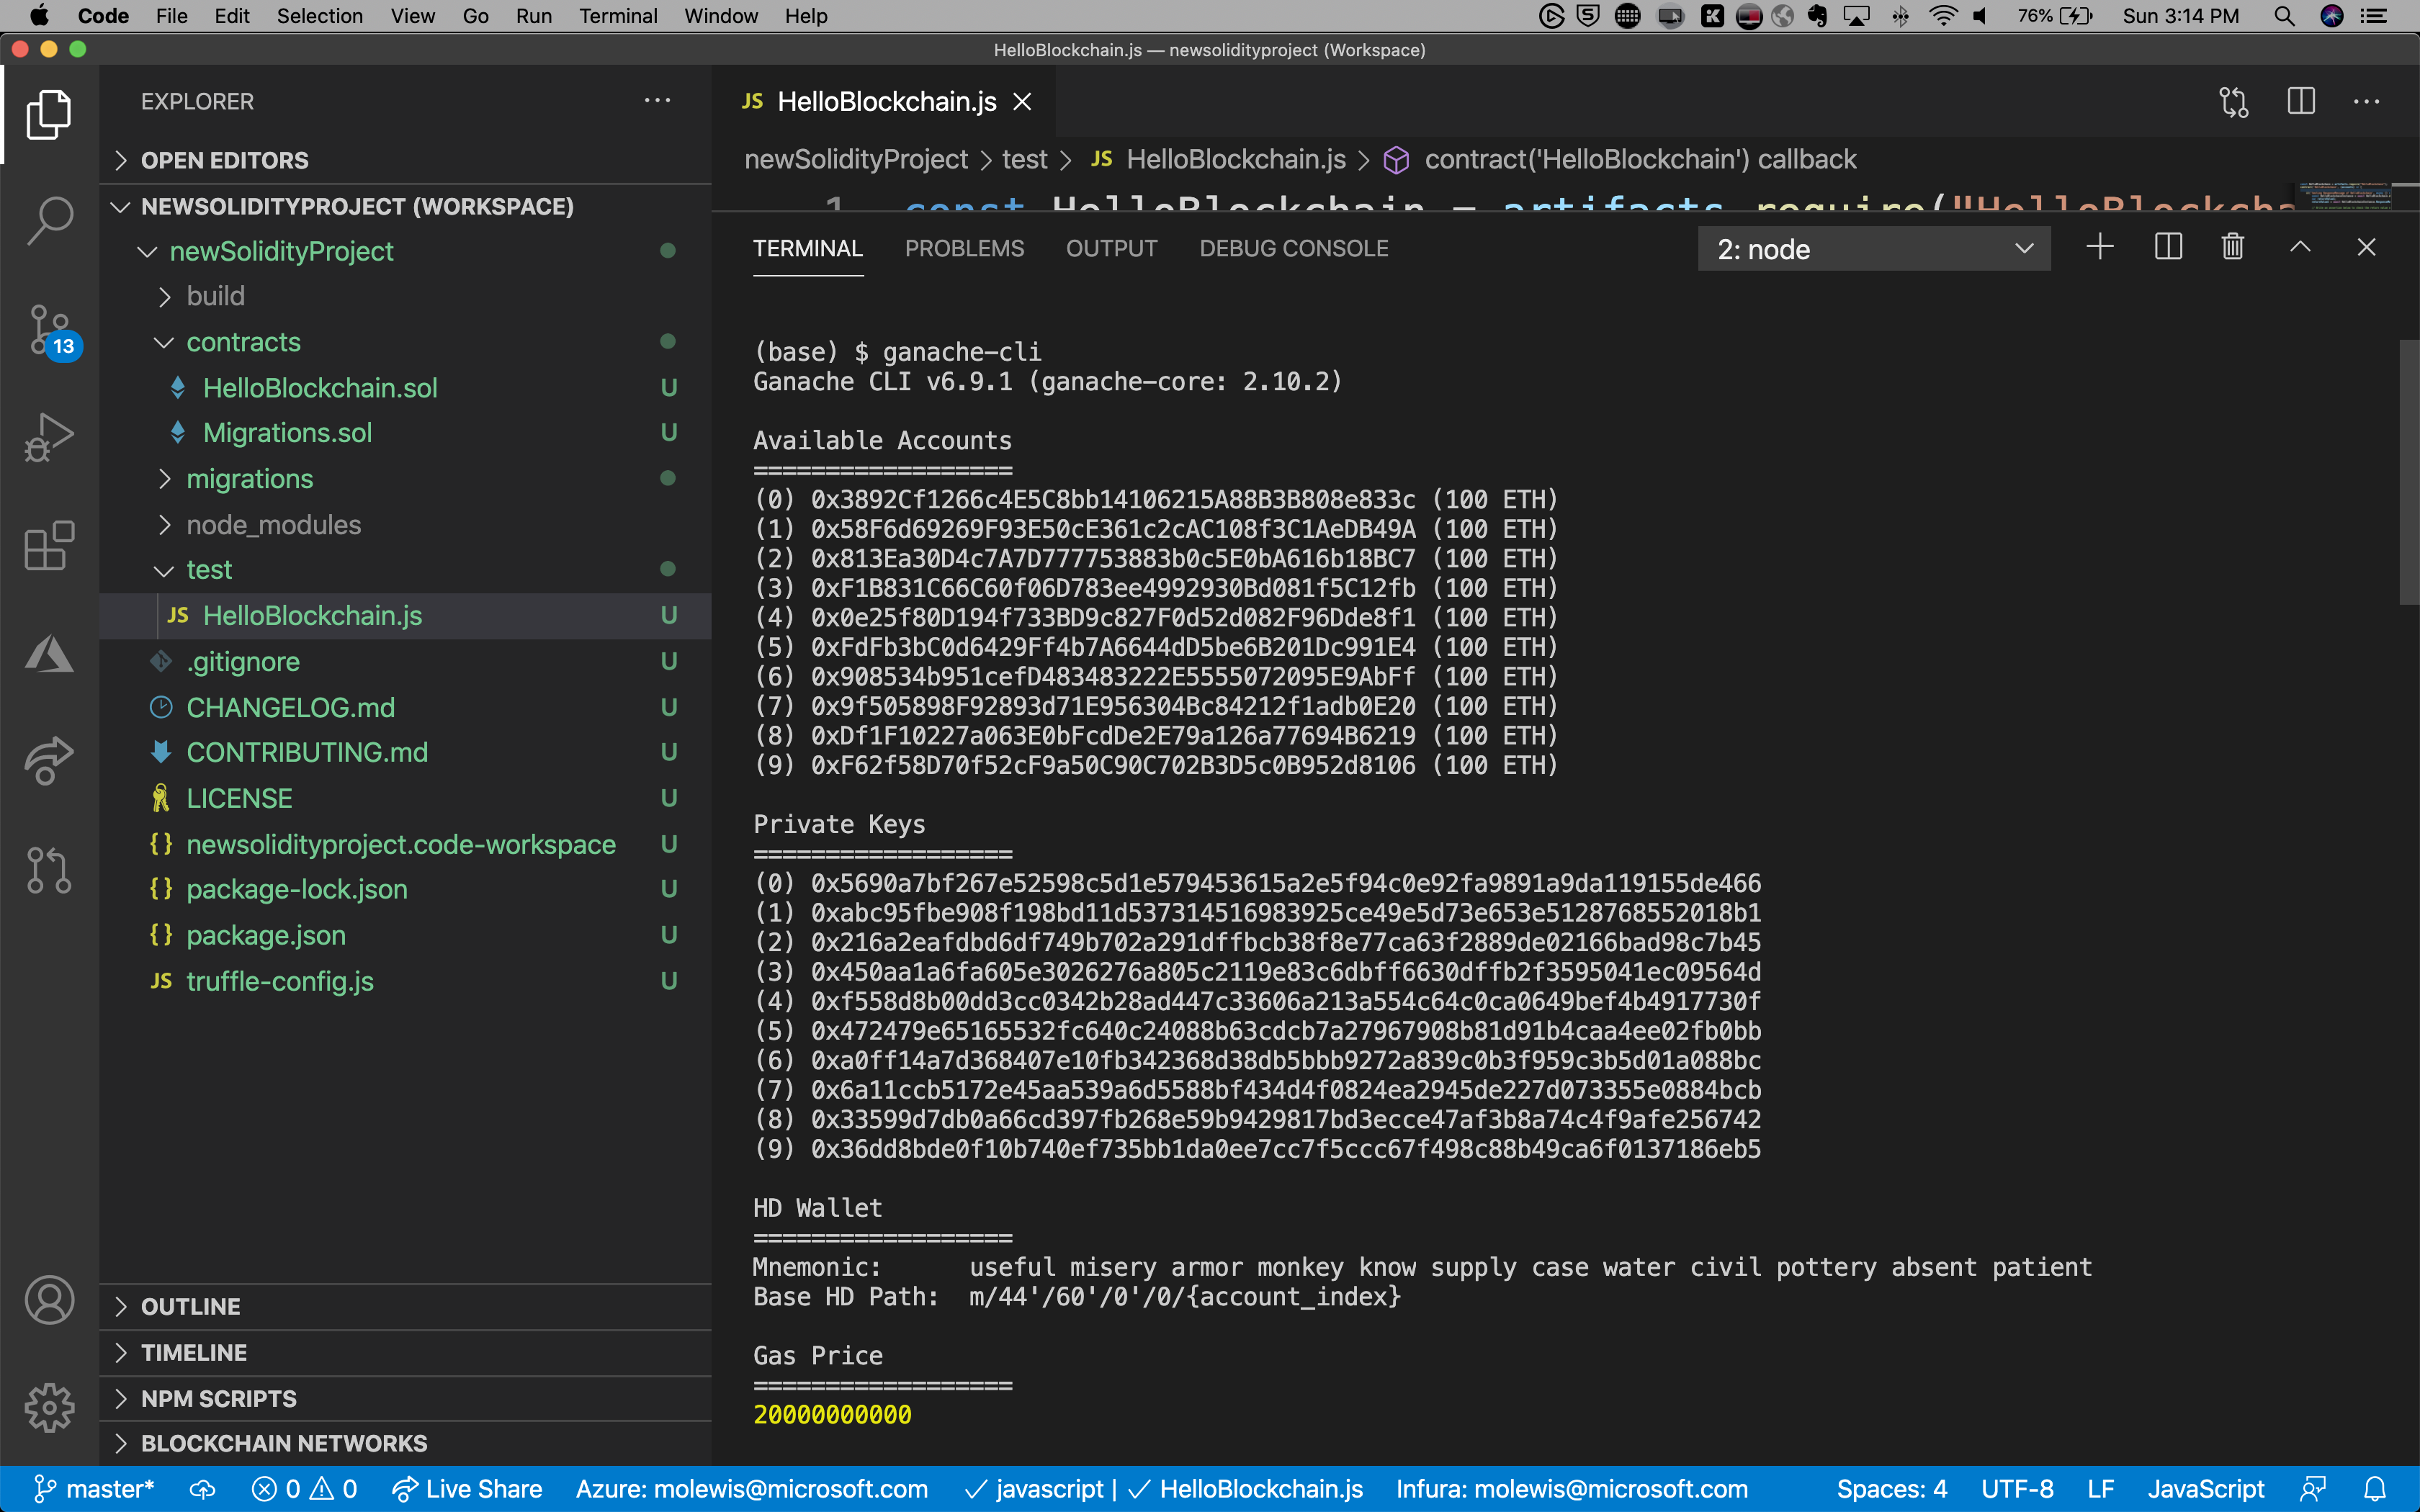 Code File Edit Selection View Go Run Terminal Window Help 76% Sun 3:14 PM
HelloBlockchain.js — newsolidityproject (Workspace)
EXPLORER
OPEN EDITORS
NEWSOLIDITYPROJECT (WORKSPACE)
newSolidityProject
build
contracts
HelloBlockchain.sol U
Migrations.sol U
migrations
node_modules
test
JS HelloBlockchain.js U
.gitignore U
CHANGELOG.md U
CONTRIBUTING.md U
LICENSE U
{} newsolidityproject.code-workspace U
{} package-lock.json U
{} package.json U
JS truffle-config.js U
OUTLINE
TIMELINE
NPM SCRIPTS
BLOCKCHAIN NETWORKS
13
JS HelloBlockchain.js
newSolidityProject > test > JS HelloBlockchain.js > contract('HelloBlockchain') callback
1 const HelloBlockchain = artifacts.require("HelloBlockcha
TERMINAL PROBLEMS OUTPUT DEBUG CONSOLE 2: node
(base) $ ganache-cli
Ganache CLI v6.9.1 (ganache-core: 2.10.2)
Available Accounts
==================
(0) 0x3892Cf1266c4E5C8bb14106215A88B3B808e833c (100 ETH)
(1) 0x58F6d69269F93E50cE361c2cAC108f3C1AeDB49A (100 ETH)
(2) 0x813Ea30D4c7A7D777753883b0c5E0bA616b18BC7 (100 ETH)
(3) 0xF1B831C66C60f06D783ee4992930Bd081f5C12fb (100 ETH)
(4) 0x0e25f80D194f733BD9c827F0d52d082F96Dde8f1 (100 ETH)
(5) 0xFdFb3bC0d6429Ff4b7A6644dD5be6B201Dc991E4 (100 ETH)
(6) 0x908534b951cefD483483222E5555072095E9AbFf (100 ETH)
(7) 0x9f505898F92893d71E956304Bc84212f1adb0E20 (100 ETH)
(8) 0xDf1F10227a063E0bFcdDe2E79a126a77694B6219 (100 ETH)
(9) 0xF62f58D70f52cF9a50C90C702B3D5c0B952d8106 (100 ETH)
Private Keys
==================
(0) 0x5690a7bf267e52598c5d1e579453615a2e5f94c0e92fa9891a9da119155de466
(1) 0xabc95fbe908f198bd11d537314516983925ce49e5d73e653e5128768552018b1
(2) 0x216a2eafdbd6df749b702a291dffbcb38f8e77ca63f2889de02166bad98c7b45
(3) 0x450aa1a6fa605e3026276a805c2119e83c6dbff6630dffb2f3595041ec09564d
(4) 0xf558d8b00dd3cc0342b28ad447c33606a213a554c64c0ca0649bef4b4917730f
(5) 0x472479e65165532fc640c24088b63cdcb7a27967908b81d91b4caa4ee02fb0bb
(6) 0xa0ff14a7d368407e10fb342368d38db5bbb9272a839c0b3f959c3b5d01a088bc
(7) 0x6a11ccb5172e45aa539a6d5588bf434d4f0824ea2945de227d073355e0884bcb
(8) 0x33599d7db0a66cd397fb268e59b9429817bd3ecce47af3b8a74c4f9afe256742
(9) 0x36dd8bde0f10b740ef735bb1da0ee7cc7f5ccc67f498c88b49ca6f0137186eb5
HD Wallet
==================
Mnemonic: useful misery armor monkey know supply case water civil pottery absent patient
Base HD Path: m/44'/60'/0'/0/{account_index}
Gas Price
==================
20000000000
master* 0 0 Live Share Azure: molewis@microsoft.com javascript | HelloBlockchain.js Infura: molewis@microsoft.com Spaces: 4 UTF-8 LF JavaScript